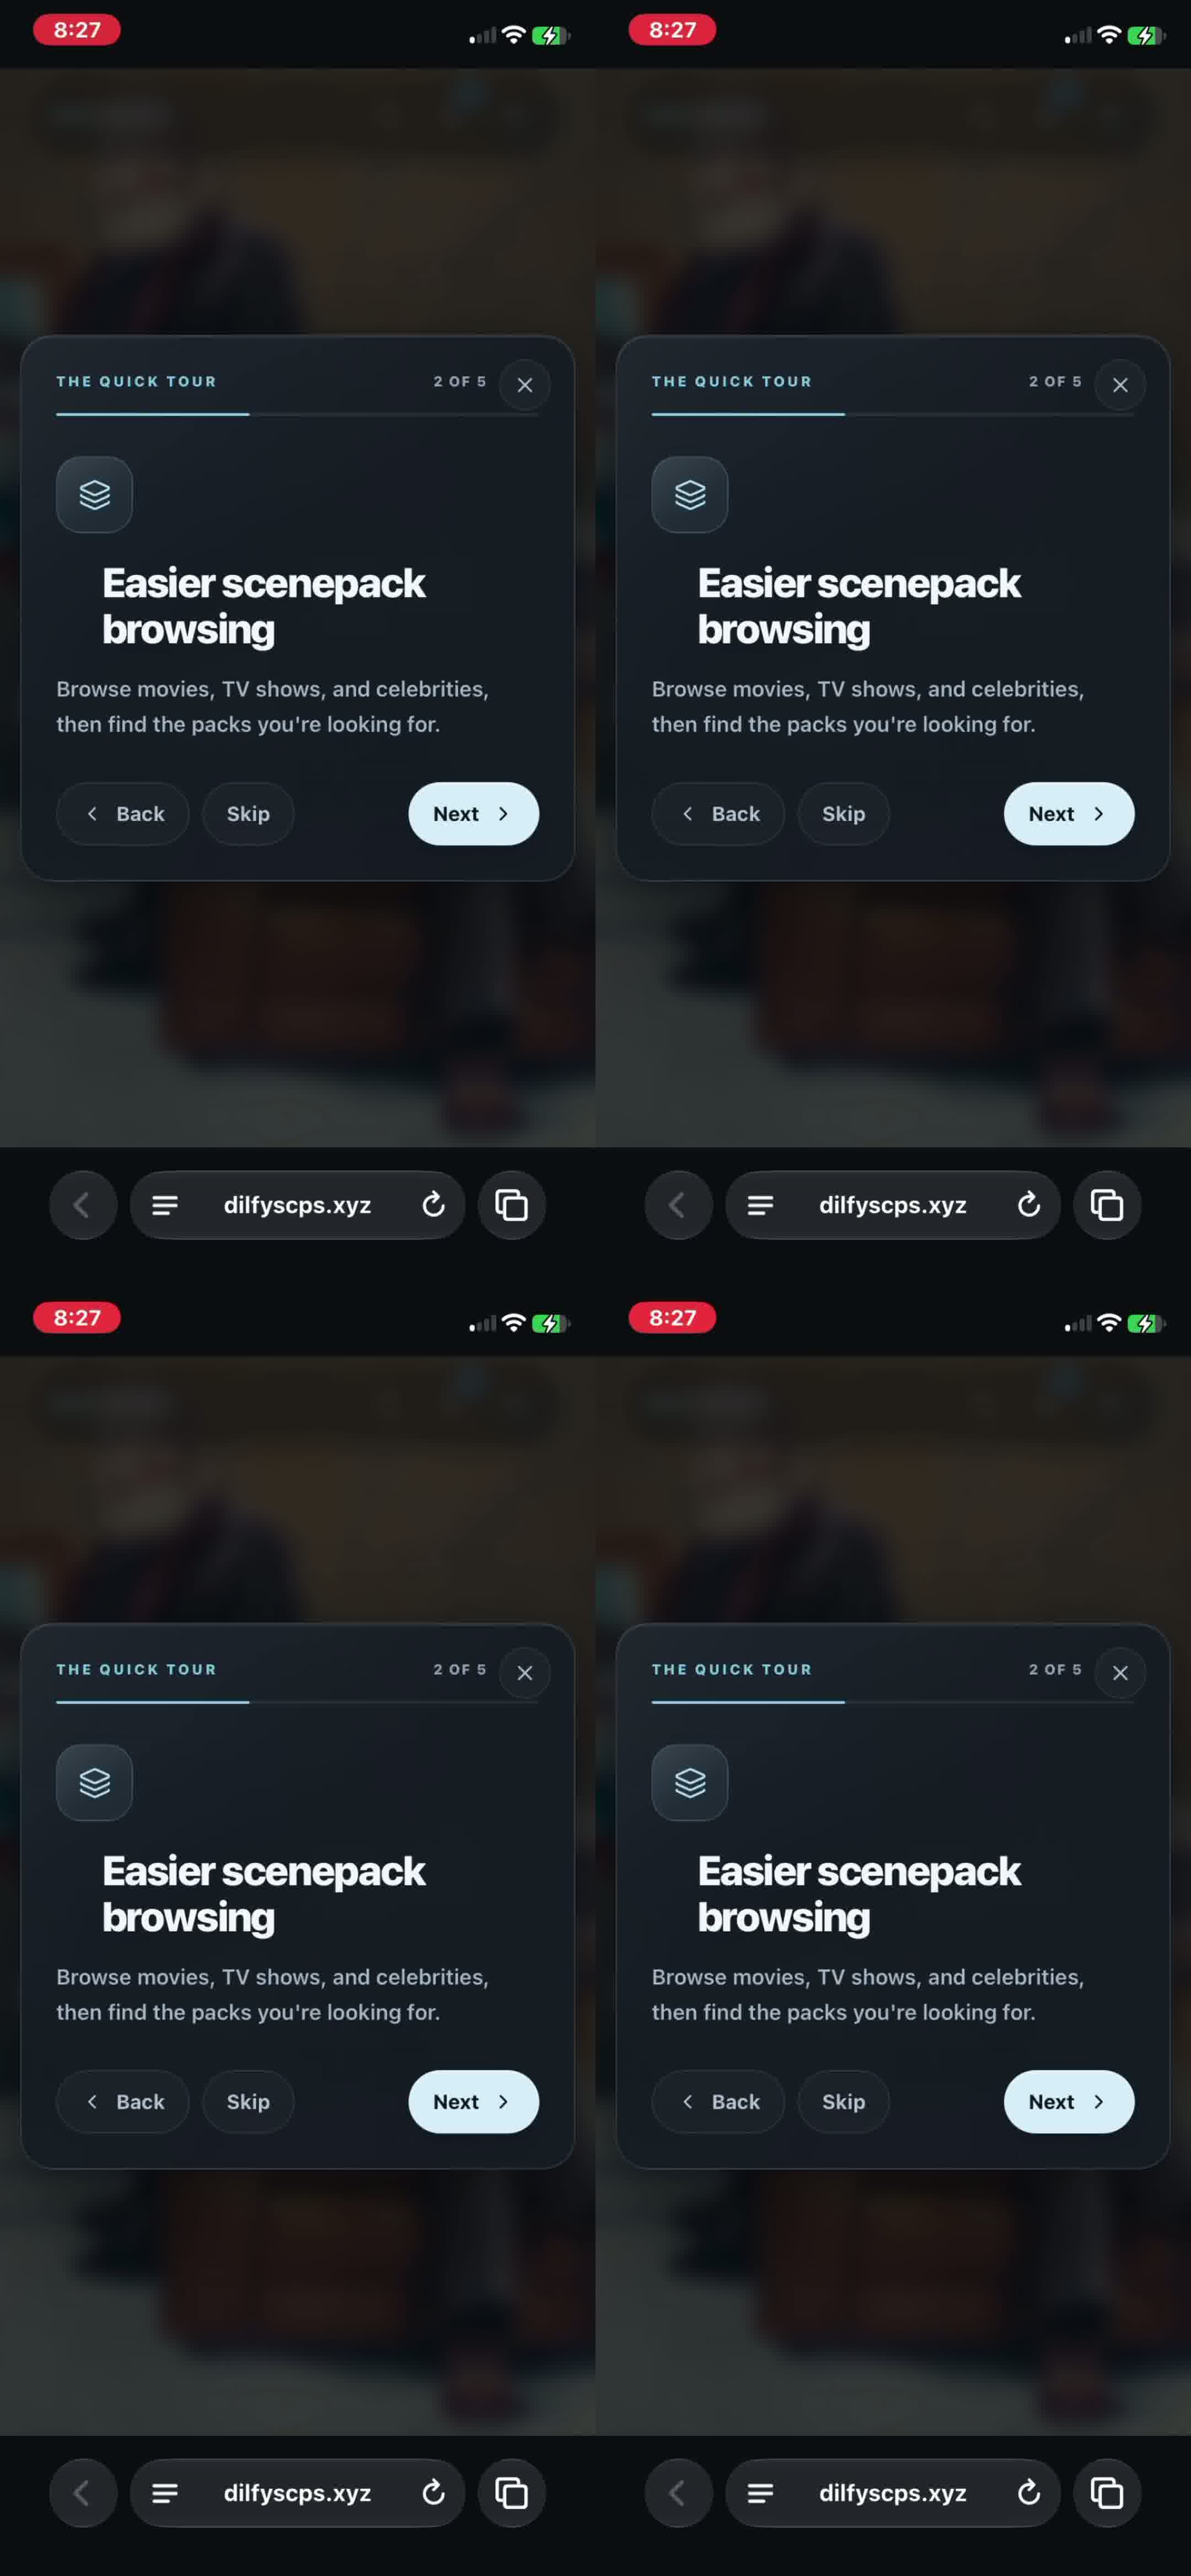 8:27
THE QUICK TOUR
2 OF 5
Easier scenepack
browsing
Browse movies, TV shows, and celebrities,
then find the packs you're looking for.
Back
Skip
Next
dilfyscps.xyz
8:27
THE QUICK TOUR
2 OF 5
Easier scenepack
browsing
Browse movies, TV shows, and celebrities,
then find the packs you're looking for.
Back
Skip
Next
dilfyscps.xyz
8:27
THE QUICK TOUR
2 OF 5
Easier scenepack
browsing
Browse movies, TV shows, and celebrities,
then find the packs you're looking for.
Back
Skip
Next
dilfyscps.xyz
8:27
THE QUICK TOUR
2 OF 5
Easier scenepack
browsing
Browse movies, TV shows, and celebrities,
then find the packs you're looking for.
Back
Skip
Next
dilfyscps.xyz